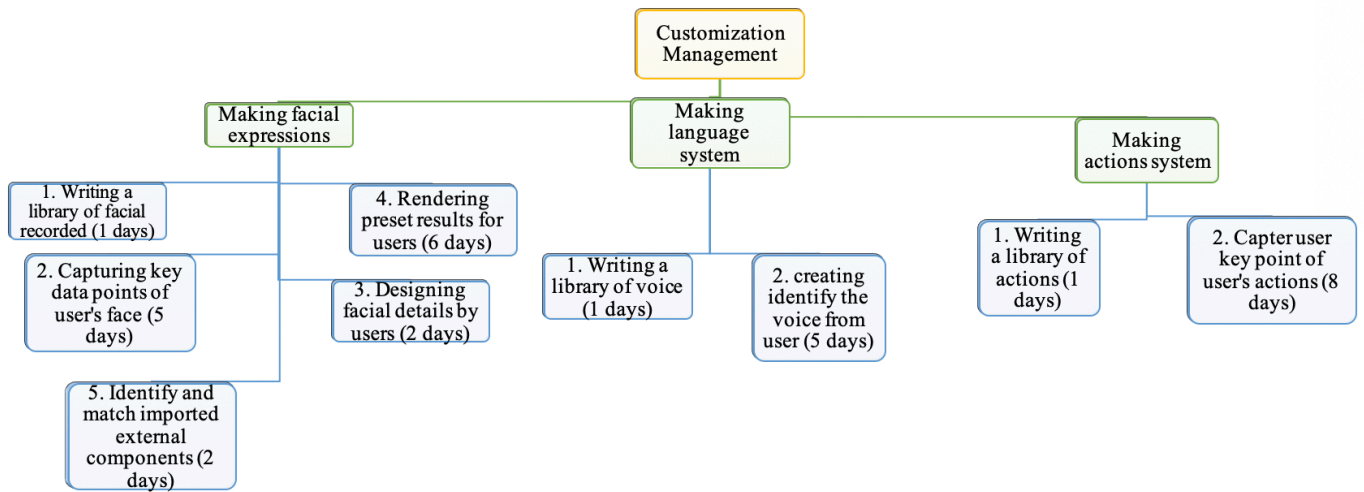 Customization
Management
Making facial
expressions
Making
language
system
Making
actions system
1. Writing a
library of facial
recorded (1 days)
4. Rendering
preset results for
users (6 days)
2. Capturing key
data points of
user's face (5
days)
3. Designing
facial details by
users (2 days)
5. Identify and
match imported
external
components (2
days)
1. Writing a
library of voice
(1 days)
2. creating
identify the
voice from
user (5 days)
1. Writing
a library of
actions (1
days)
2. Capter user
key point of
user's actions (8
days)